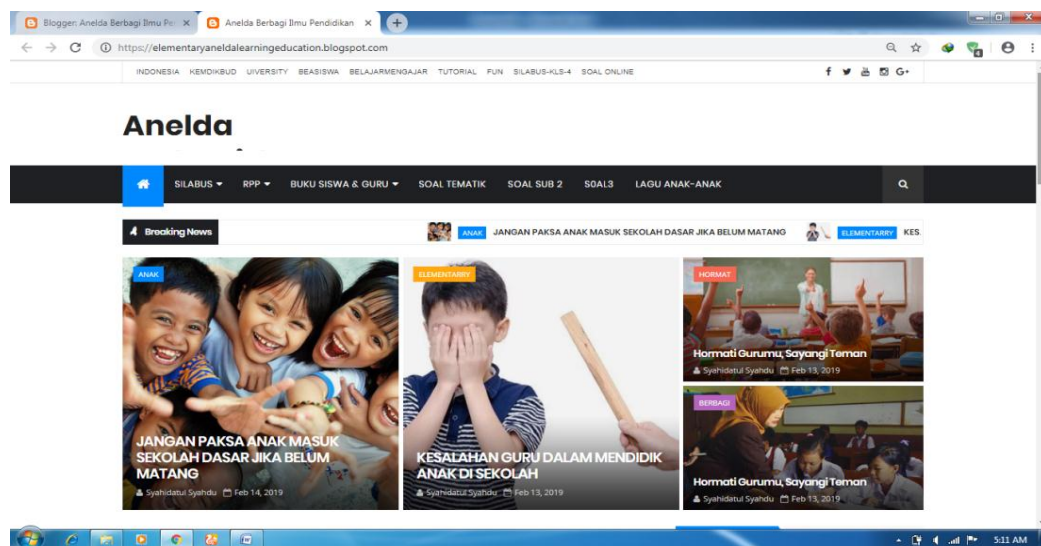 Blogger: Anelda Berbagi Ilmu Pe
Anelda Berbagi Ilmu Pendidikan
https://elementaryaneldalearningeducation.blogspot.com
INDONESIA KEMDIKBUD UIVERSITY BEASISWA BELAJARMENGAJAR TUTORIAL FUN SILABUS-KLS-4 SOAL ONLINE
G+
Anelda
SILABUS RPP BUKU SISWA & GURU SOAL TEMATIK SOAL SUB 2 SOAL3 LAGU ANAK-ANAK
Breaking News
ANAK JANGAN PAKSA ANAK MASUK SEKOLAH DASAR JIKA BELUM MATANG
ELEMENTARRY KES.
ANAK
JANGAN PAKSA ANAK MASUK
SEKOLAH DASAR JIKA BELUM
MATANG
Syahidatul Syahdu Feb 14, 2019
ELEMENTARRY
KESALAHAN GURU DALAM MENDIDIK
ANAK DI SEKOLAH
Syahidatul Syahdu Feb 13, 2019
HORMAT
Hormati Gurumu, Sayangi Teman
Syahidatul Syahdu Feb 13, 2019
BERBAGI
Hormati Gurumu, Sayangi Teman
Syahidatul Syahdu Feb 13, 2019
5:11 AM